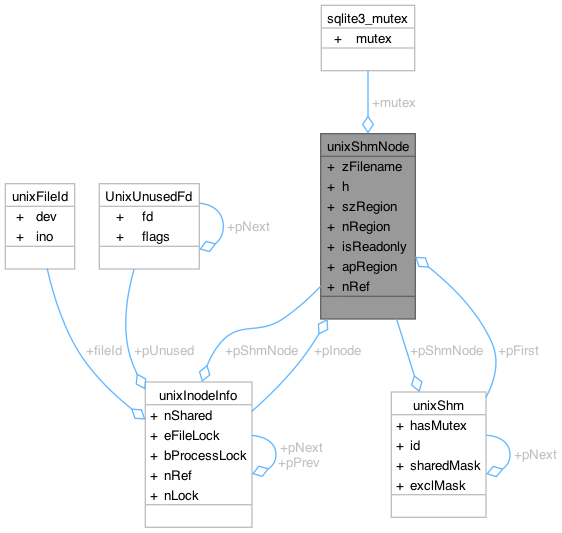 sqlite3_mutex
+ mutex
+mutex
unixShmNode
+ zFilename
+ h
+ szRegion
+ nRegion
+ isReadonly
+ apRegion
+ nRef
unixFileId
+ dev
+ ino
UnixUnusedFd
+ fd
+ flags
+pNext
+fileId
+pUnused
+pShmNode
+pInode
+pShmNode
+pFirst
unixInodeInfo
+ nShared
+ eFileLock
+ bProcessLock
+ nRef
+ nLock
+pNext
+pPrev
unixShm
+ hasMutex
+ id
+ sharedMask
+ exclMask
+pNext